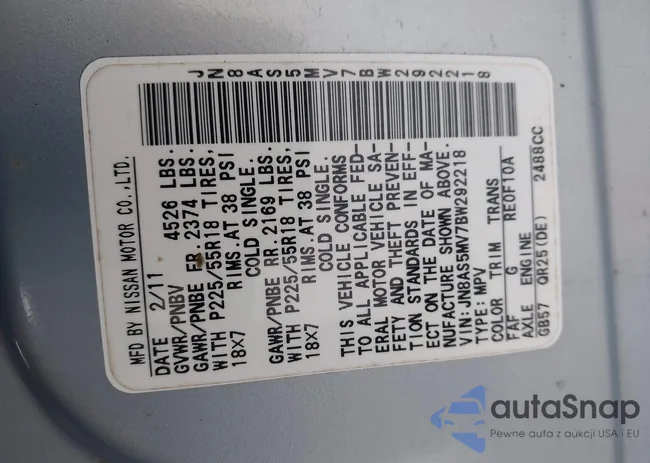 JN8AS5MV7BW292218
MFD BY NISSAN MOTOR CO.,LTD.
DATE 2/11
GVWR/PNBV 4526 LBS.
GAWR/PNBE FR. 2374 LBS.
WITH P225/55R18 TIRES,
18X7 RIMS.AT 38 PSI
COLD SINGLE.
GAWR/PNBE RR. 2169 LBS.
WITH P225/55R18 TIRES,
18X7 RIMS.AT 38 PSI
COLD SINGLE.
THIS VEHICLE CONFORMS
TO ALL APPLICABLE FED-
ERAL MOTOR VEHICLE SA-
FETY AND THEFT PREVEN-
TION STANDARDS IN EFF-
ECT ON THE DATE OF MA-
NUFACTURE SHOWN ABOVE.
VIN:JN8AS5MV7BW292218
TYPE:MPV
COLOR TRIM TRANS
FAF G RE0F10A
AXLE ENGINE
GB57 QR25(DE) 2488CC
autaSnap
Pewne auta z aukcji USA i EU